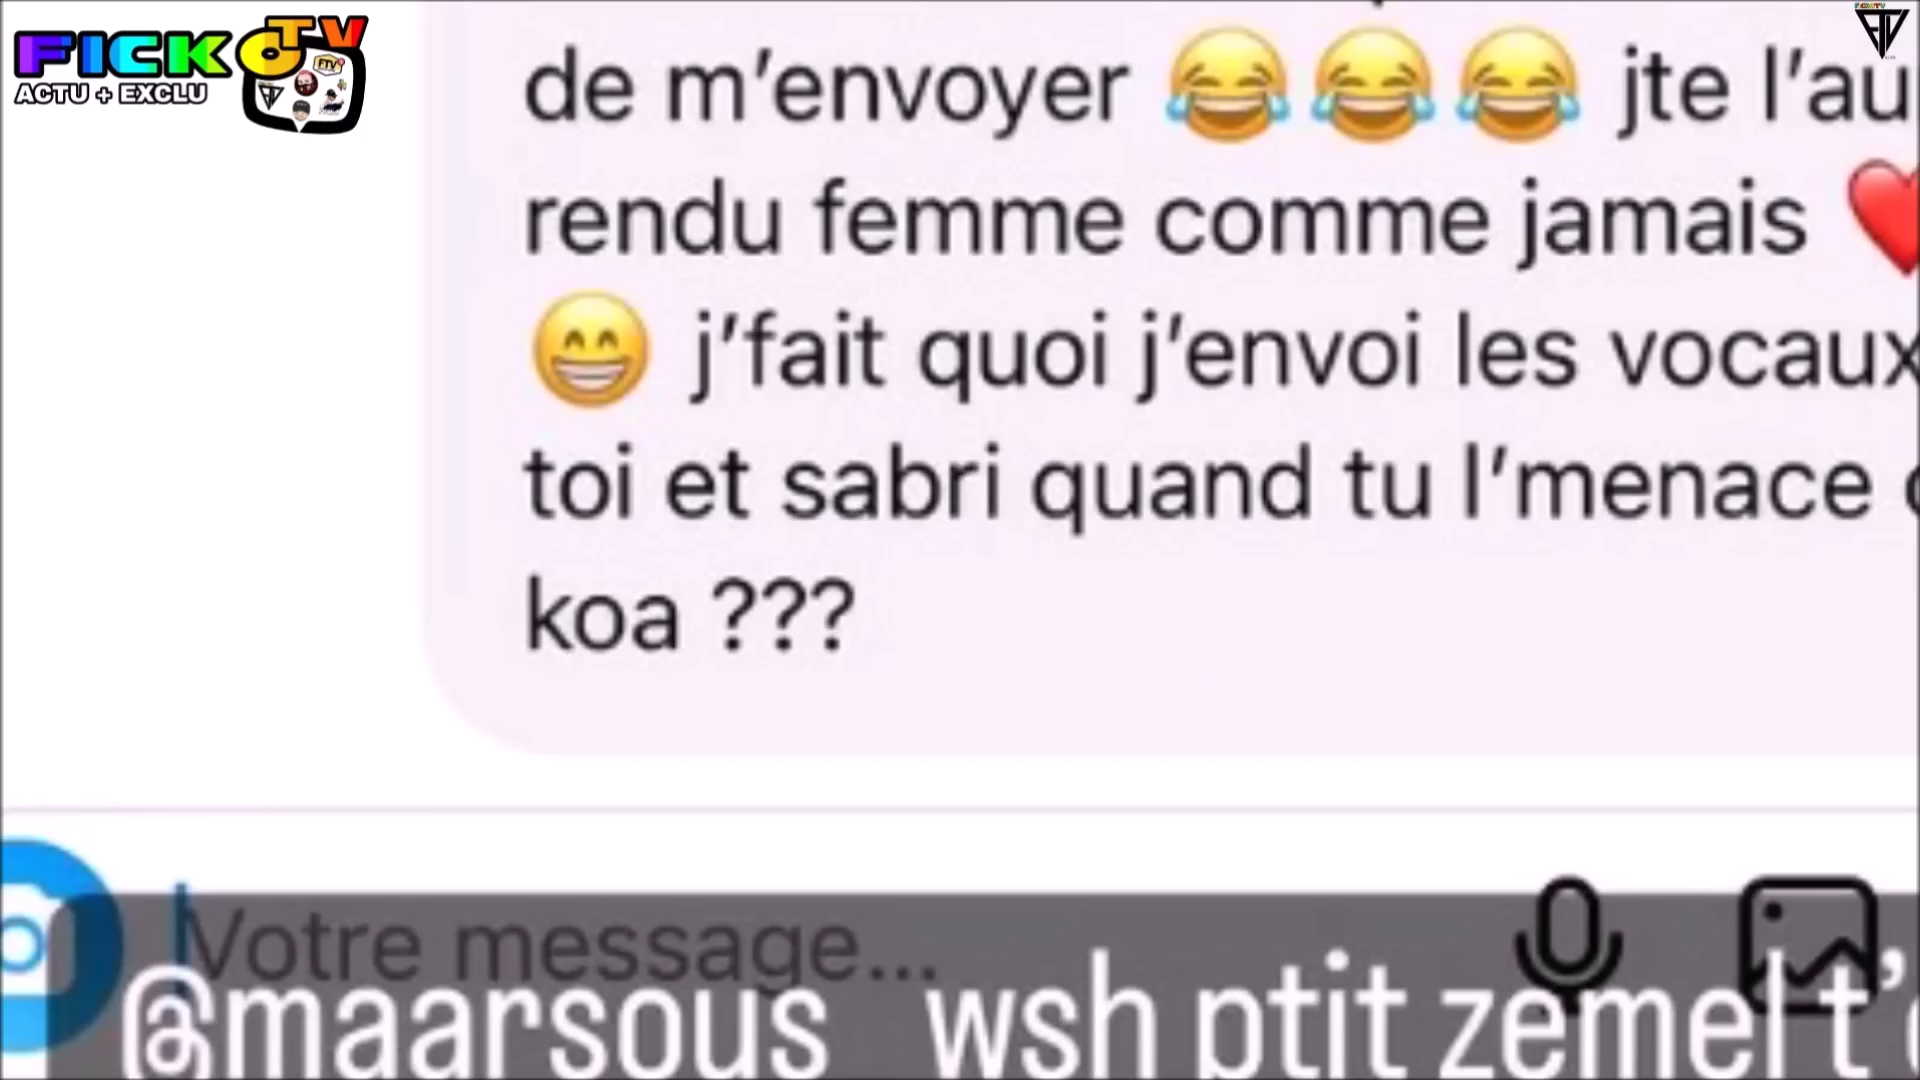 FICKO TV
ACTU + EXCLU
FTV
de m'envoyer 😂😂😂 jte l'au
rendu femme comme jamais ❤
😁 j'fait quoi j'envoi les vocaux
toi et sabri quand tu l'menace
koa ???
Votre message...
@maarsous wsh ptit zemel t'